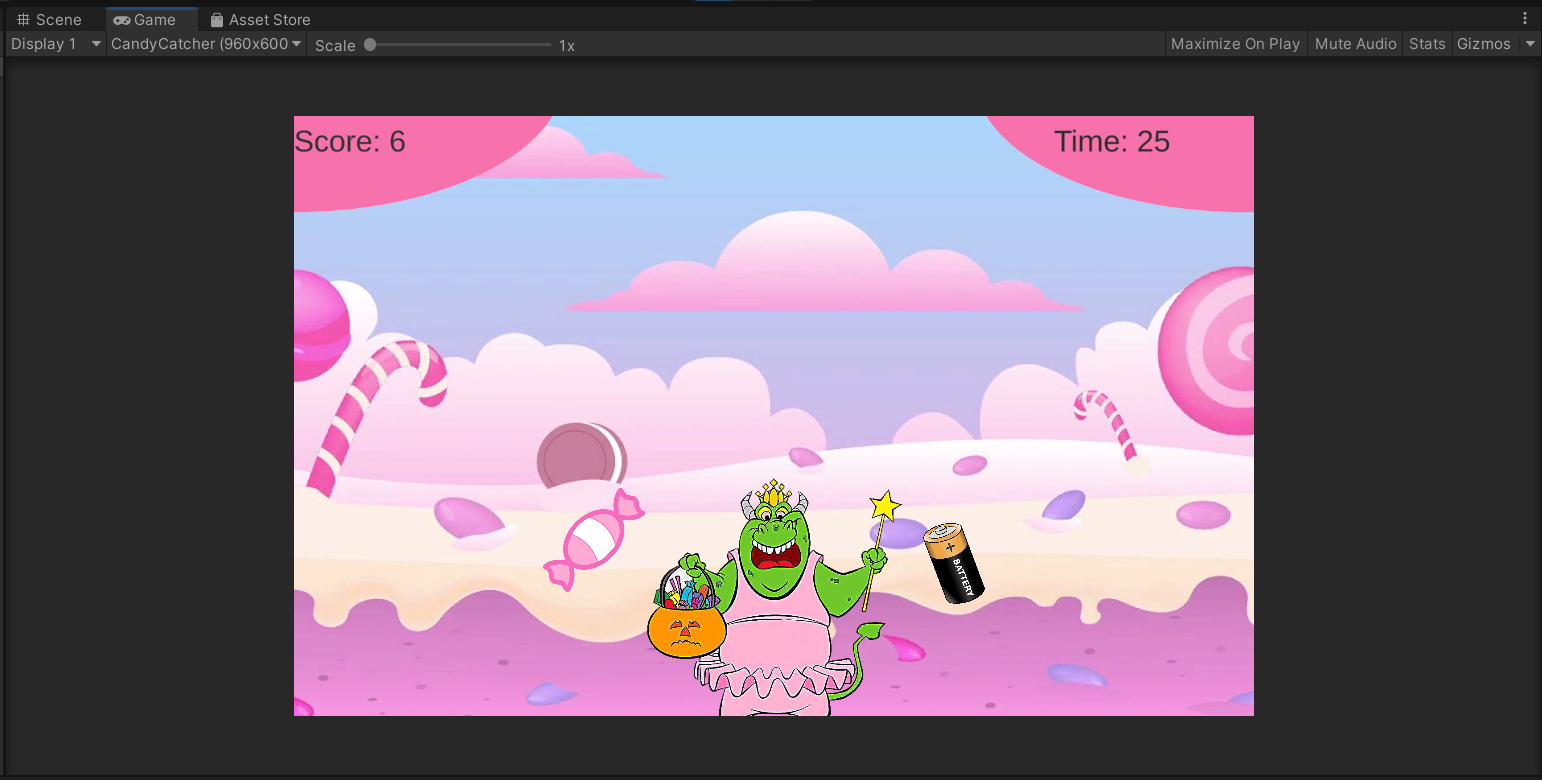 Scene Game Asset Store
Display 1 CandyCatcher (960x600 Scale 1x Maximize On Play Mute Audio Stats Gizmos
Score: 6 Time: 25
+
BATTERY